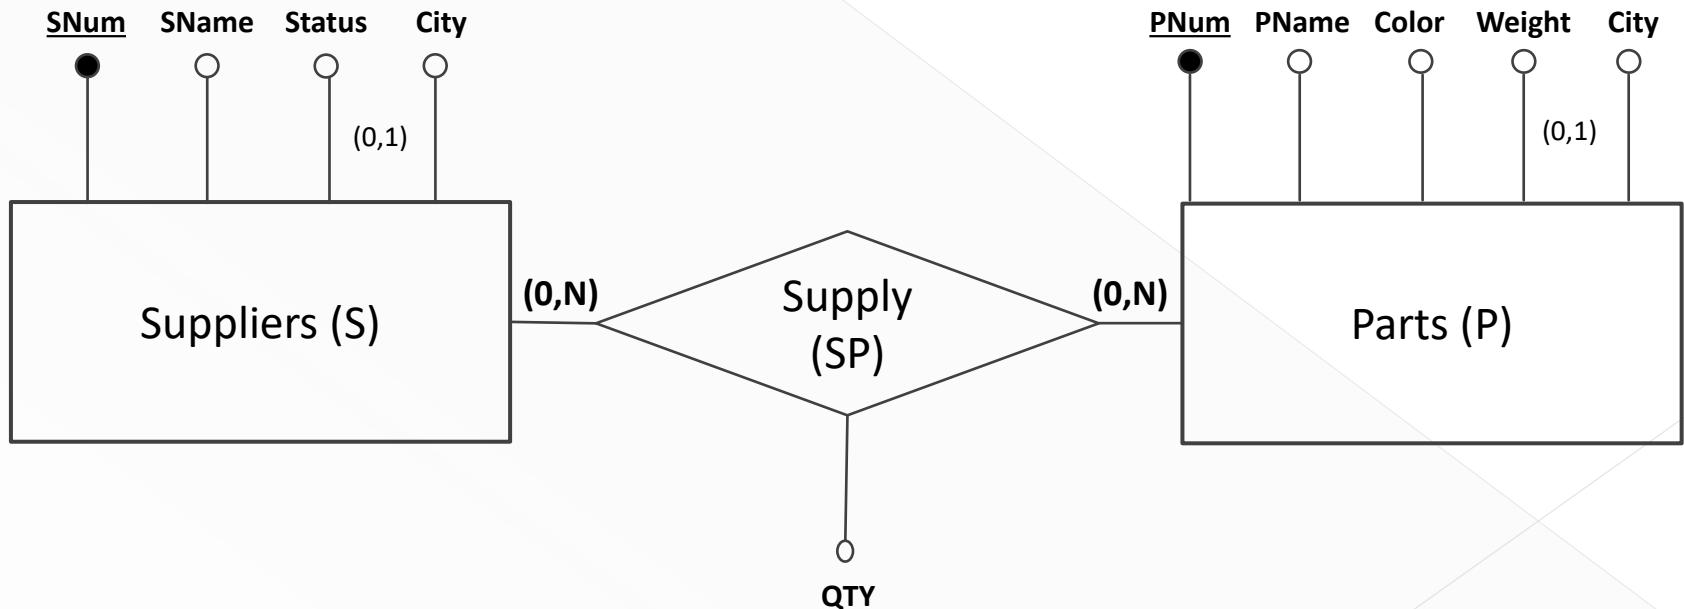 SNum SName Status City
PNum PName Color Weight City
(0,1)
(0,1)
Suppliers (S)
(0,N)
Supply
(SP)
(0,N)
Parts (P)
QTY